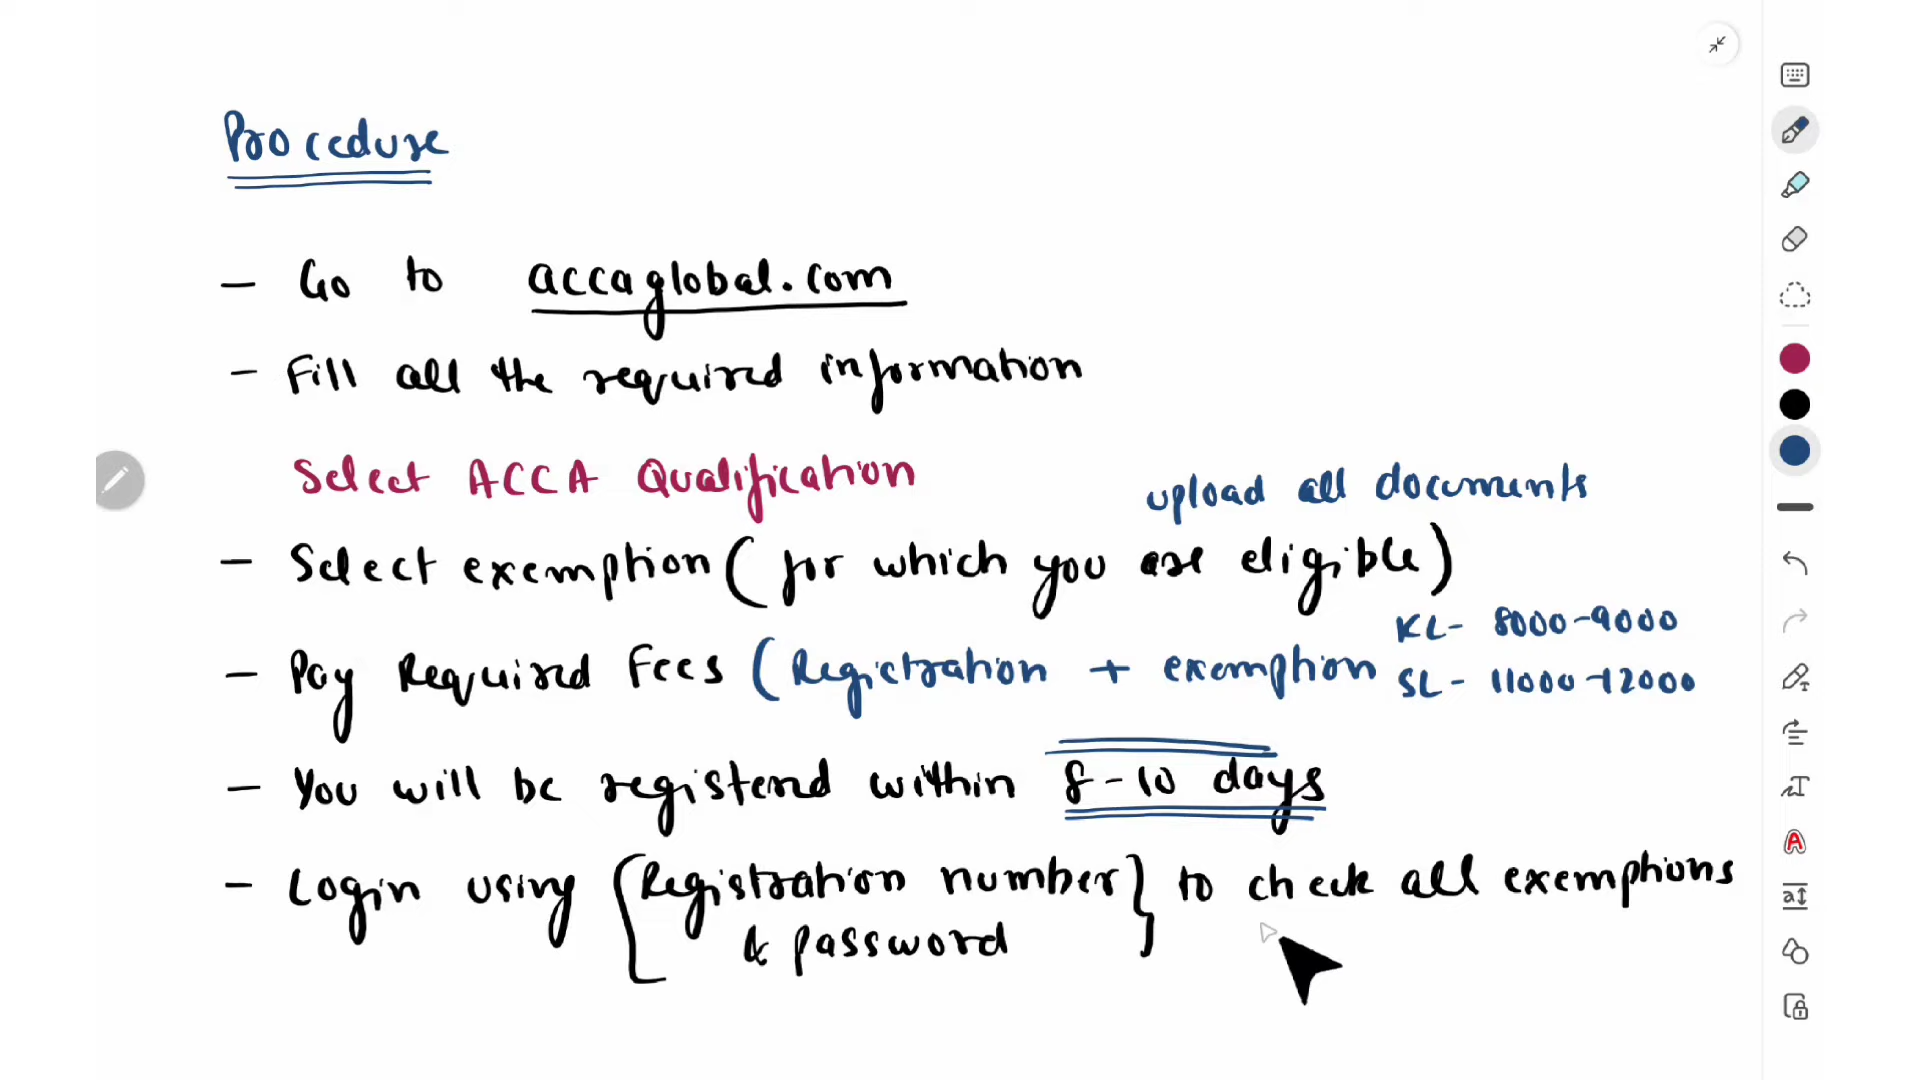 Procedure
- Go to accaglobal.com
- Fill all the required information
Select ACCA Qualification
upload all documents
- Select exemption (for which you are eligible)
KL- 8000-9000
- Pay Required Fees (Registration + exemption
SL- 11000-12000
- You will be registered within 8-10 days
- Login using [Registration number } to check all exemptions
& password